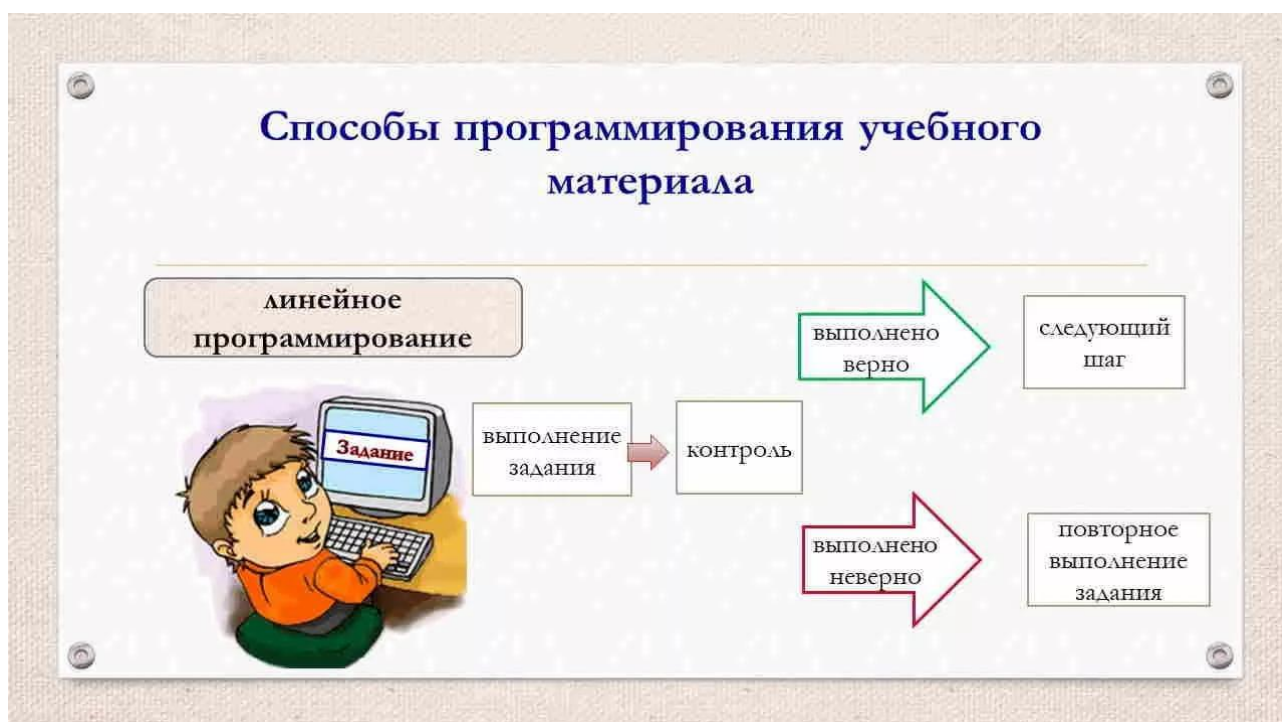 Способы программирования учебного
материала
линейное
программирование
Задание
выполнение
задания
контроль
выполнено
верно
следующий
шаг
выполнено
неверно
повторное
выполнение
задания